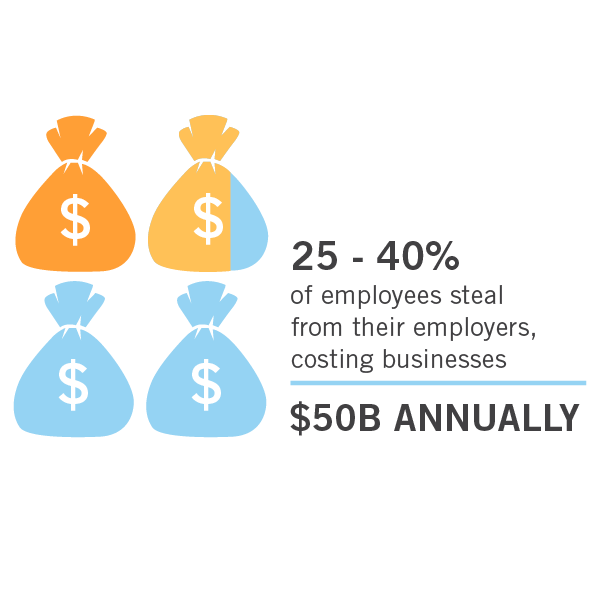 $
$
$
$
25 - 40%
of employees steal
from their employers,
costing businesses
$50B ANNUALLY